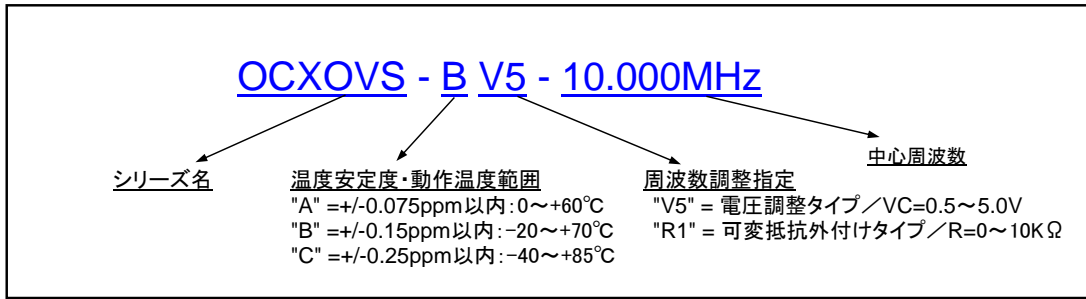 OCXOVS - B V5 - 10.000MHz
中心周波数
シリーズ名
温度安定度・動作温度範囲
"A" =+/-0.075ppm以内：0～+60℃
"B" =+/-0.15ppm以内：-20～+70℃
"C" =+/-0.25ppm以内：-40～+85℃
周波数調整指定
"V5" = 電圧調整タイプ／VC=0.5～5.0V
"R1" = 可変抵抗外付けタイプ／R=0～10KΩ